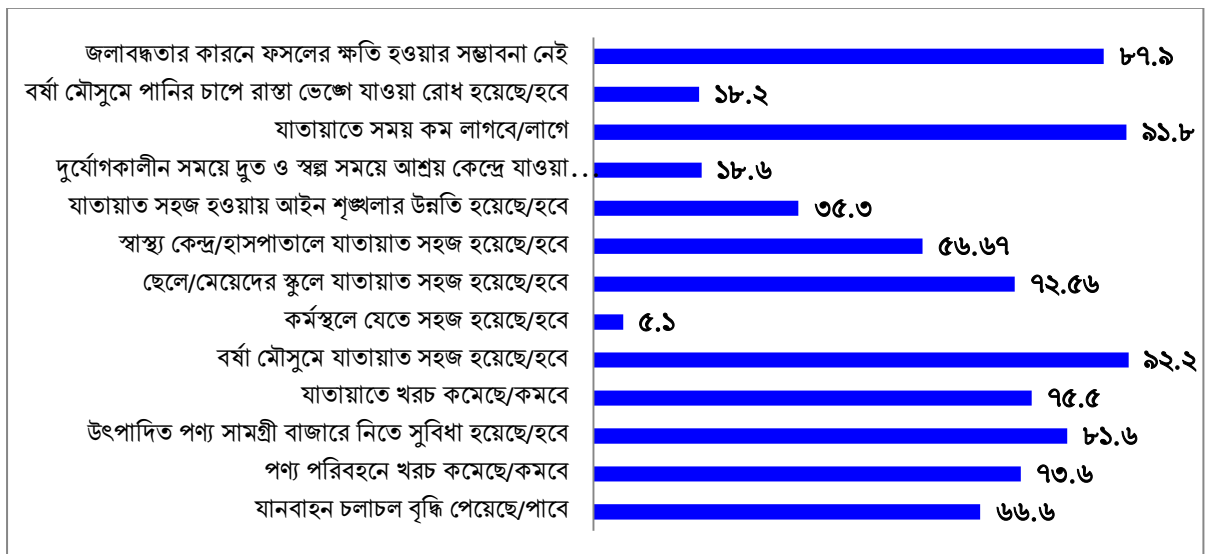 জলাবদ্ধতার কারনে ফসলের ক্ষতি হওয়ার সম্ভাবনা নেই ৮৭.৯
বর্ষা মৌসুমে পানির চাপে রাস্তা ভেঙ্গে যাওয়া রোধ হয়েছে/হবে ১৮.২
যাতায়াতে সময় কম লাগবে/লাগে ৯১.৮
দুর্যোগকালীন সময়ে দ্রুত ও স্বল্প সময়ে আশ্রয় কেন্দ্রে যাওয়া... ১৮.৬
যাতায়াত সহজ হওয়ায় আইন শৃঙ্খলার উন্নতি হয়েছে/হবে ৩৫.৩
স্বাস্থ্য কেন্দ্র/হাসপাতালে যাতায়াত সহজ হয়েছে/হবে ৫৬.৬৭
ছেলে/মেয়েদের স্কুলে যাতায়াত সহজ হয়েছে/হবে ৭২.৫৬
কর্মস্থলে যেতে সহজ হয়েছে/হবে ৫.১
বর্ষা মৌসুমে যাতায়াত সহজ হয়েছে/হবে ৯২.২
যাতায়াতে খরচ কমেছে/কমবে ৭৫.৫
উৎপাদিত পণ্য সামগ্রী বাজারে নিতে সুবিধা হয়েছে/হবে ৮১.৬
পণ্য পরিবহনে খরচ কমেছে/কমবে ৭৩.৬
যানবাহন চলাচল বৃদ্ধি পেয়েছে/পাবে ৬৬.৬